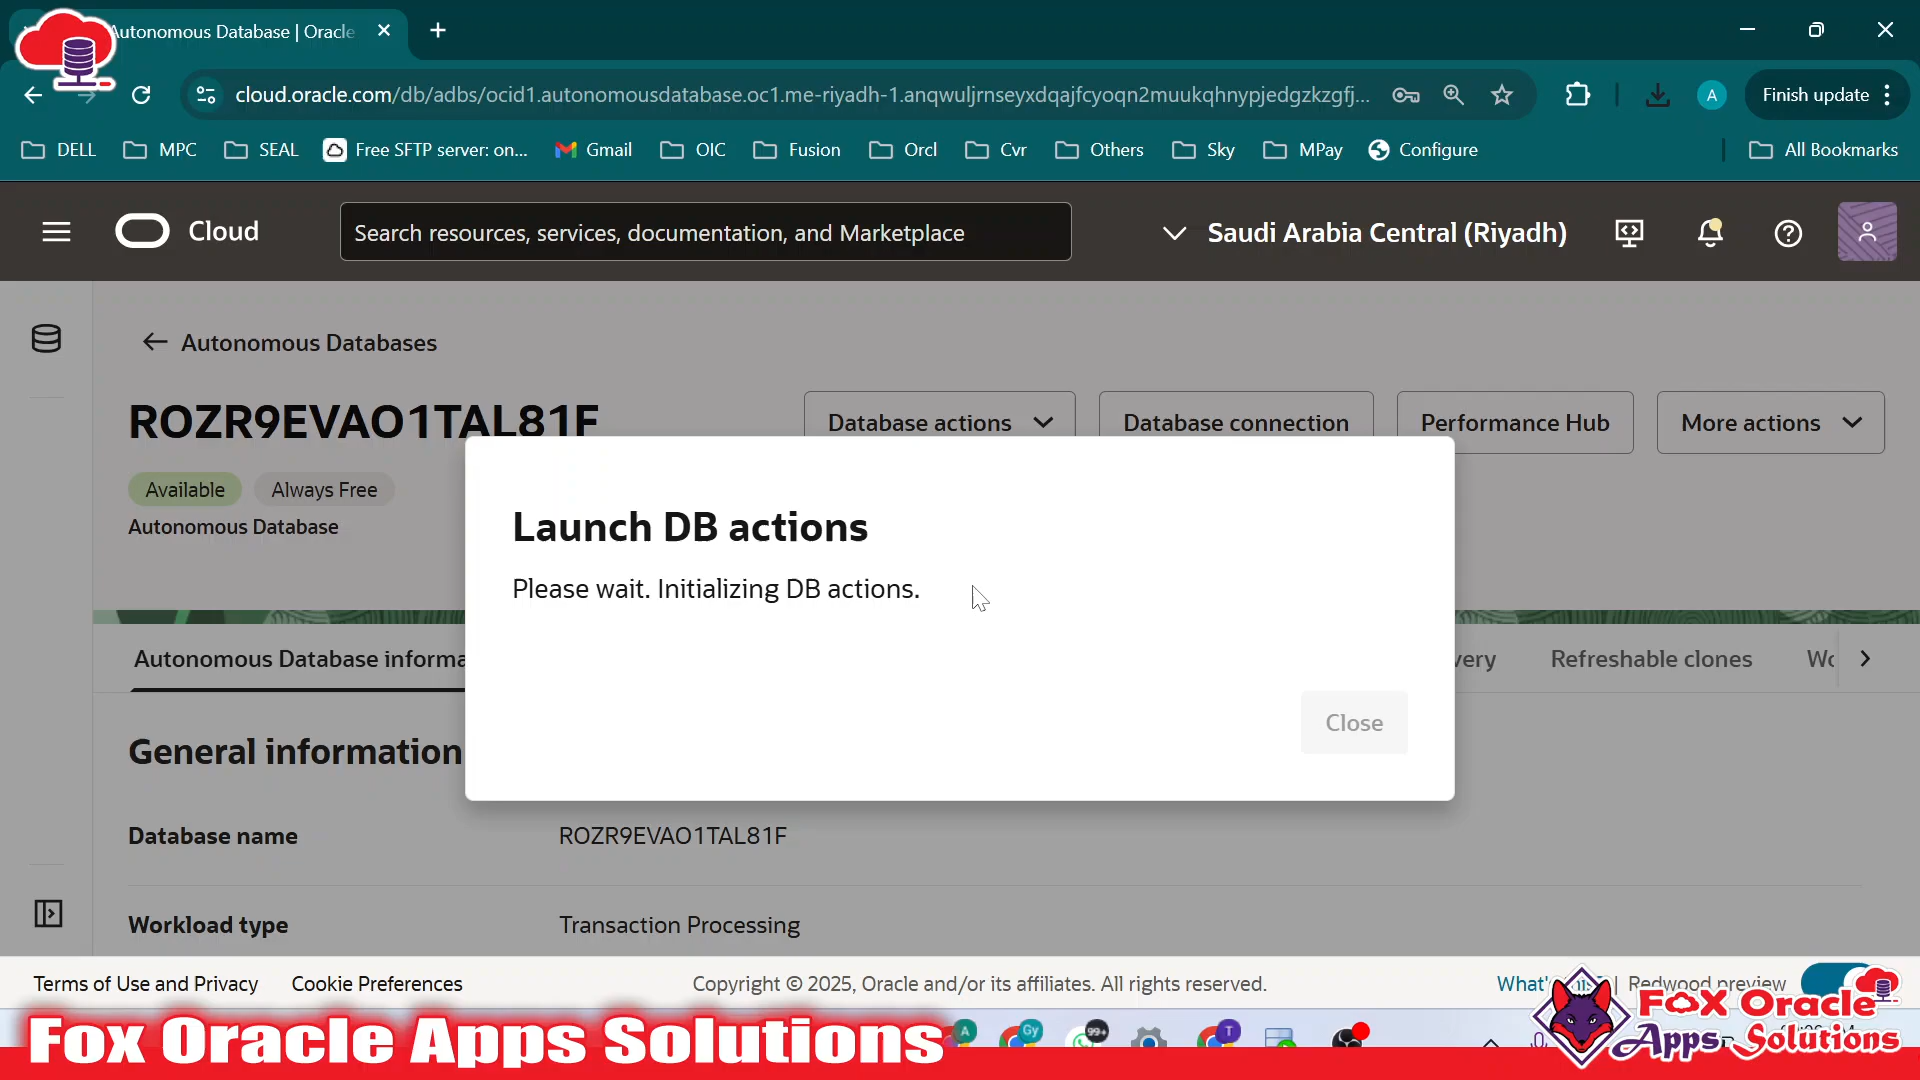 Autonomous Database | Oracle
cloud.oracle.com/db/adbs/ocid1.autonomousdatabase.oc1.me-riyadh-1.anqwuljrnseyxdqajfcyoqn2muukqhnypjedgzkzgfj...
A
Finish update
DELL
MPC
SEAL
Free SFTP server: on...
Gmail
OIC
Fusion
Orcl
Cvr
Others
Sky
MPay
Configure
All Bookmarks
Cloud
Search resources, services, documentation, and Marketplace
Saudi Arabia Central (Riyadh)
Autonomous Databases
ROZR9EVAO1TAL81F
Database actions
Database connection
Performance Hub
More actions
Available
Always Free
Autonomous Database
Launch DB actions
Please wait. Initializing DB actions.
Close
Autonomous Database informa
very
Refreshable clones
Wo
General information
Database name
ROZR9EVAO1TAL81F
Workload type
Transaction Processing
Terms of Use and Privacy
Cookie Preferences
Copyright © 2025, Oracle and/or its affiliates. All rights reserved.
What's this?
| Redwood preview
Fox Oracle Apps Solutions
A
Gy
99+
T
Fox Oracle
Apps Solutions